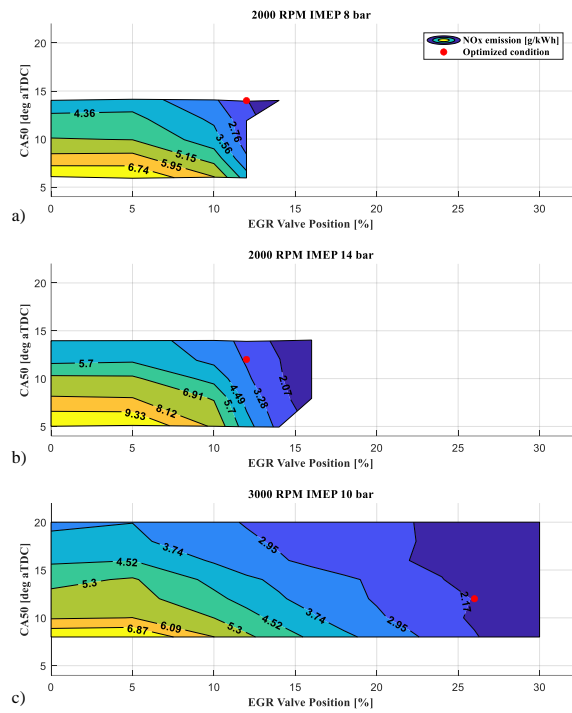 2000 RPM IMEP 8 bar
NOx emission [g/kWh]
Optimized condition
CA50 [deg aTDC]
20
15
10
5
4.36
2.76
3.56
5.15
5.95
6.74
0 5 10 15 20 25 30
a)
EGR Valve Position [%]
2000 RPM IMEP 14 bar
CA50 [deg aTDC]
20
15
10
5
5.7
6.91
4.49
3.28
2.07
5.7
8.12
9.33
0 5 10 15 20 25 30
b)
EGR Valve Position [%]
3000 RPM IMEP 10 bar
CA50 [deg aTDC]
20
15
10
5
3.74
2.95
4.52
5.3
2.17
3.74
4.52
2.95
5.3
6.09
6.87
0 5 10 15 20 25 30
c)
EGR Valve Position [%]